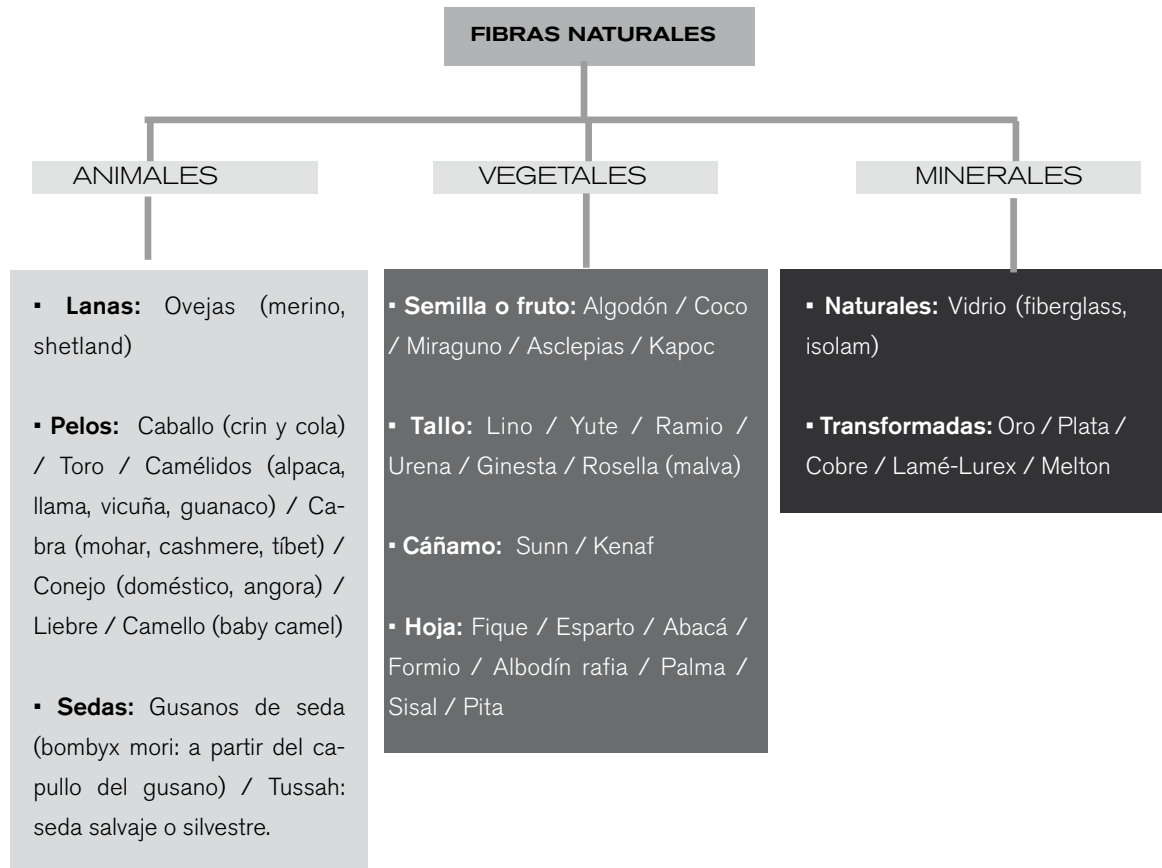 FIBRAS NATURALES
ANIMALES
VEGETALES
MINERALES
▪ Lanas: Ovejas (merino,
shetland)
▪ Pelos: Caballo (crin y cola)
/ Toro / Camélidos (alpaca,
llama, vicuña, guanaco) / Ca-
bra (mohar, cashmere, tíbet) /
Conejo (doméstico, angora) /
Liebre / Camello (baby camel)
▪ Sedas: Gusanos de seda
(bombyx mori: a partir del ca-
pullo del gusano) / Tussah:
seda salvaje o silvestre.
▪ Semilla o fruto: Algodón / Coco
/ Miraguno / Asclepias / Kapoc
▪ Tallo: Lino / Yute / Ramio /
Urena / Ginesta / Rosella (malva)
▪ Cáñamo: Sunn / Kenaf
▪ Hoja: Fique / Esparto / Abacá /
Formio / Albodín rafia / Palma /
Sisal / Pita
▪ Naturales: Vidrio (fiberglass,
isolam)
▪ Transformadas: Oro / Plata /
Cobre / Lamé-Lurex / Melton